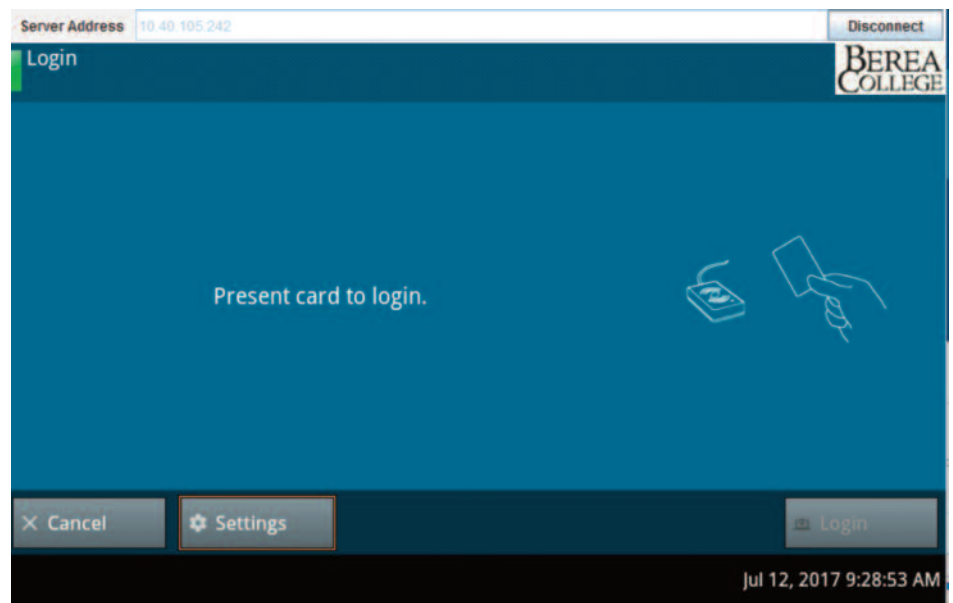 Server Address 10.40.105.242 Disconnect
Login
BEREA
COLLEGE
Present card to login.
Cancel Settings Login
Jul 12, 2017 9:28:53 AM